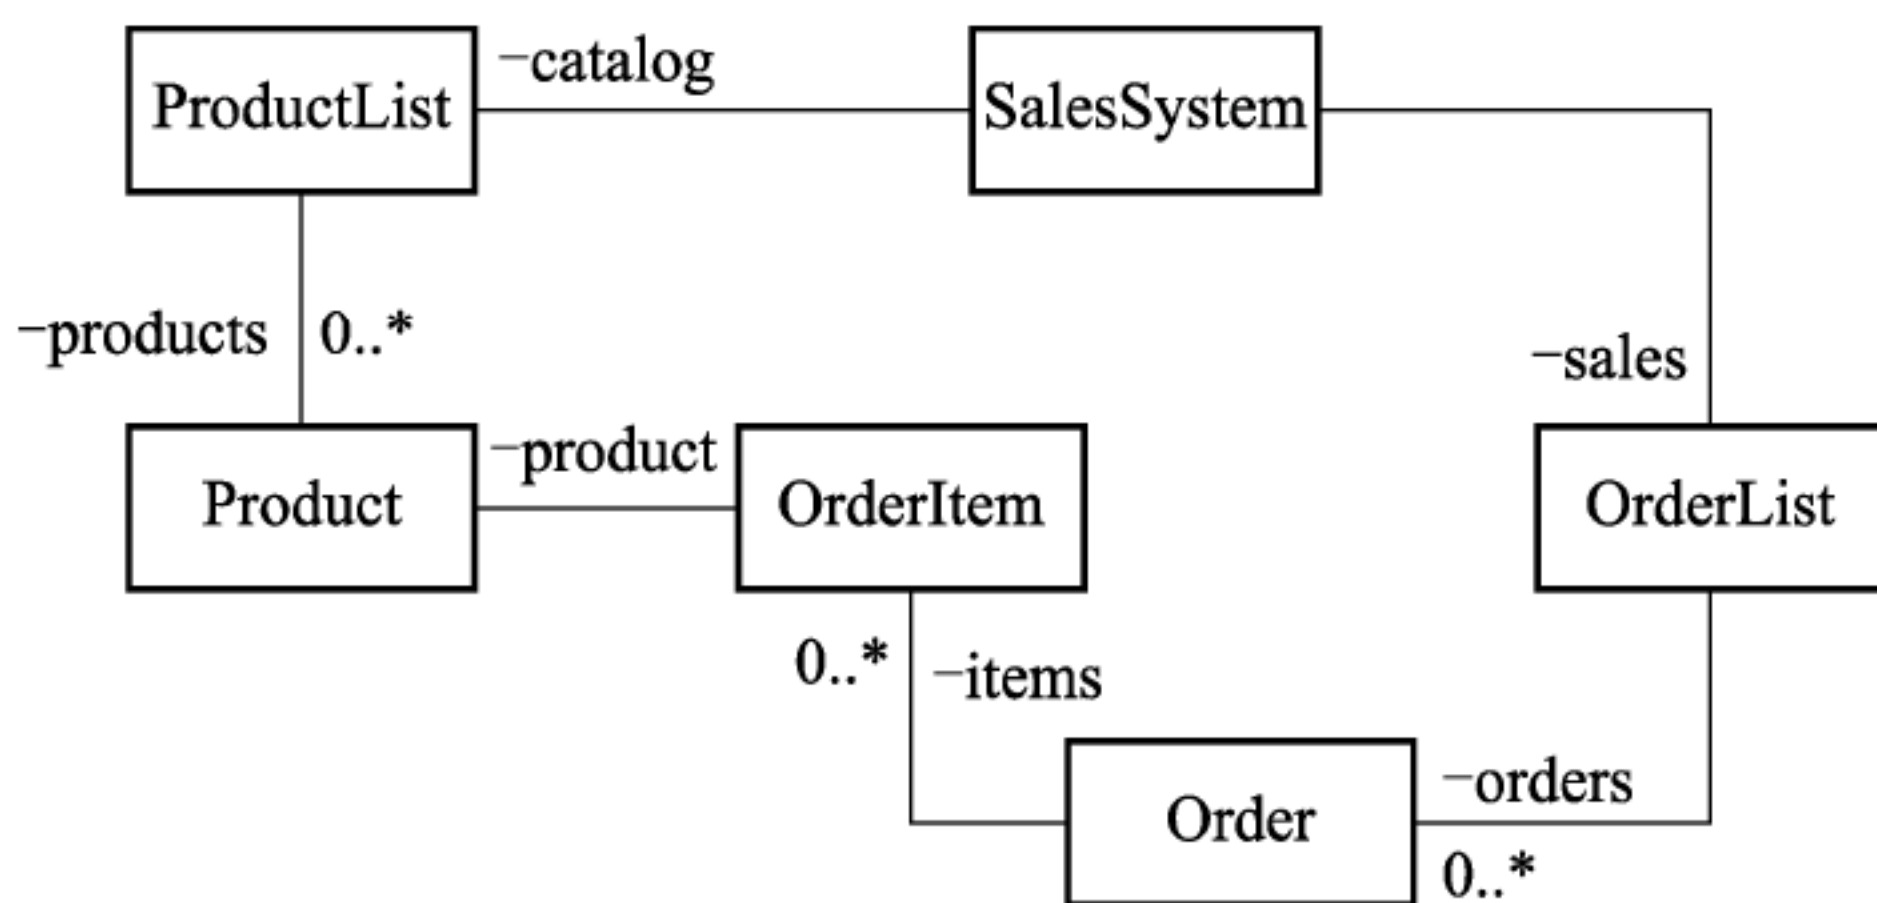 ProductList
−catalog
SalesSystem
−products
0..*
−sales
Product
−product
OrderItem
OrderList
0..*
−items
Order
−orders
0..*